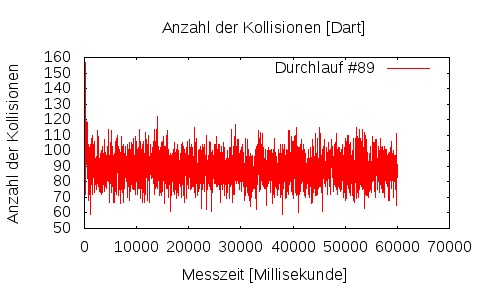 Anzahl der Kollisionen [Dart]
Durchlauf #89
Anzahl der Kollisionen
160
150
140
130
120
110
100
90
80
70
60
50
0 10000 20000 30000 40000 50000 60000 70000
Messzeit [Millisekunde]